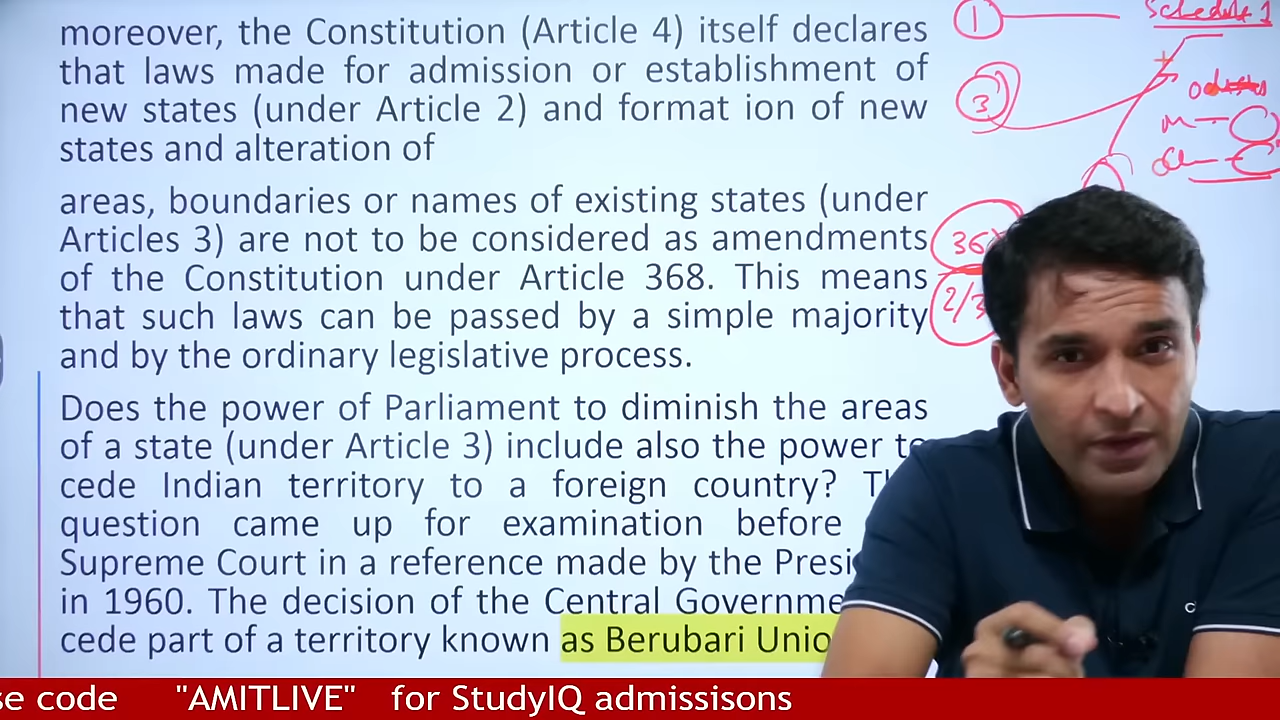 moreover, the Constitution (Article 4) itself declares
that laws made for admission or establishment of
new states (under Article 2) and format ion of new
states and alteration of
areas, boundaries or names of existing states (under
Articles 3) are not to be considered as amendments
of the Constitution under Article 368. This means
that such laws can be passed by a simple majority
and by the ordinary legislative process.
Does the power of Parliament to diminish the areas
of a state (under Article 3) include also the power to
cede Indian territory to a foreign country?
question came up for examination before
Supreme Court in a reference made by the
in 1960. The decision of the Central
cede part of a territory known as Berubari
1
Schedule 1
3
2/3
se code "AMITLIVE" for StudyIQ admissisons